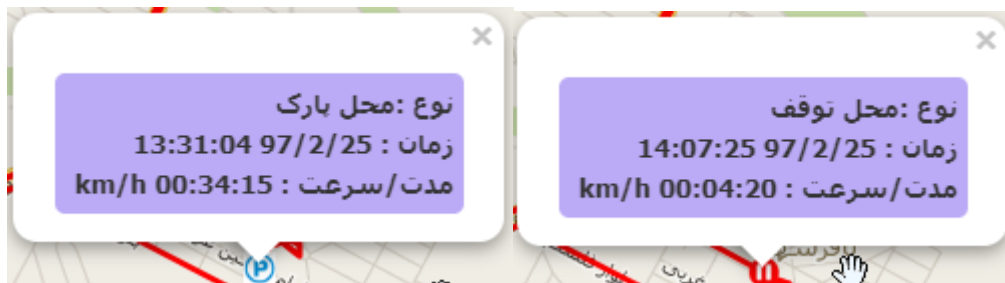 نوع :محل پارک
زمان : 97/2/25 13:31:04
مدت/سرعت : 00:34:15 km/h
نوع :محل توقف
زمان : 97/2/25 14:07:25
مدت/سرعت : 00:04:20 km/h
P